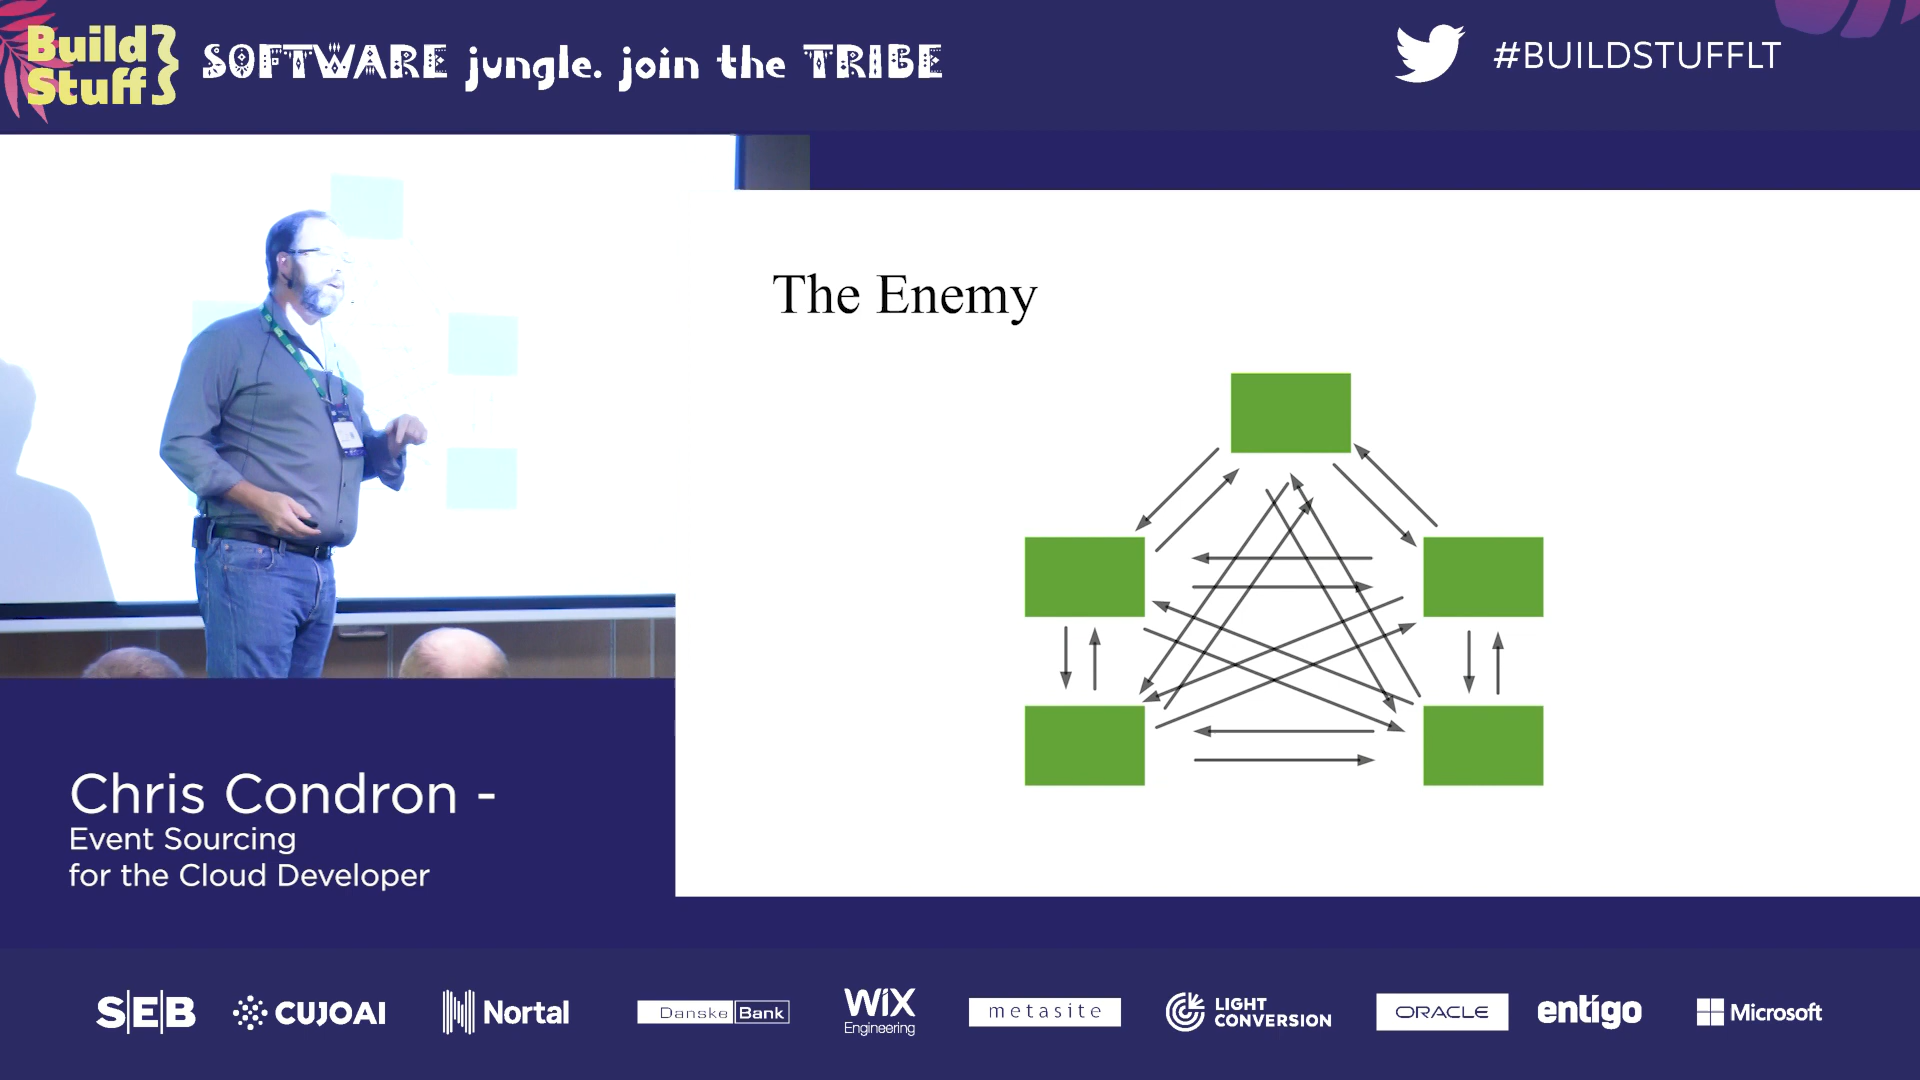 Build
Stuff
SOFTWARE jungle. join the TRIBE
#BUILDSTUFFLT
The Enemy
Chris Condron -
Event Sourcing
for the Cloud Developer
S|E|B
CUJOAI
Nortal
Danske Bank
WiX
Engineering
metasite
LIGHT
CONVERSION
ORACLE
entigo
Microsoft